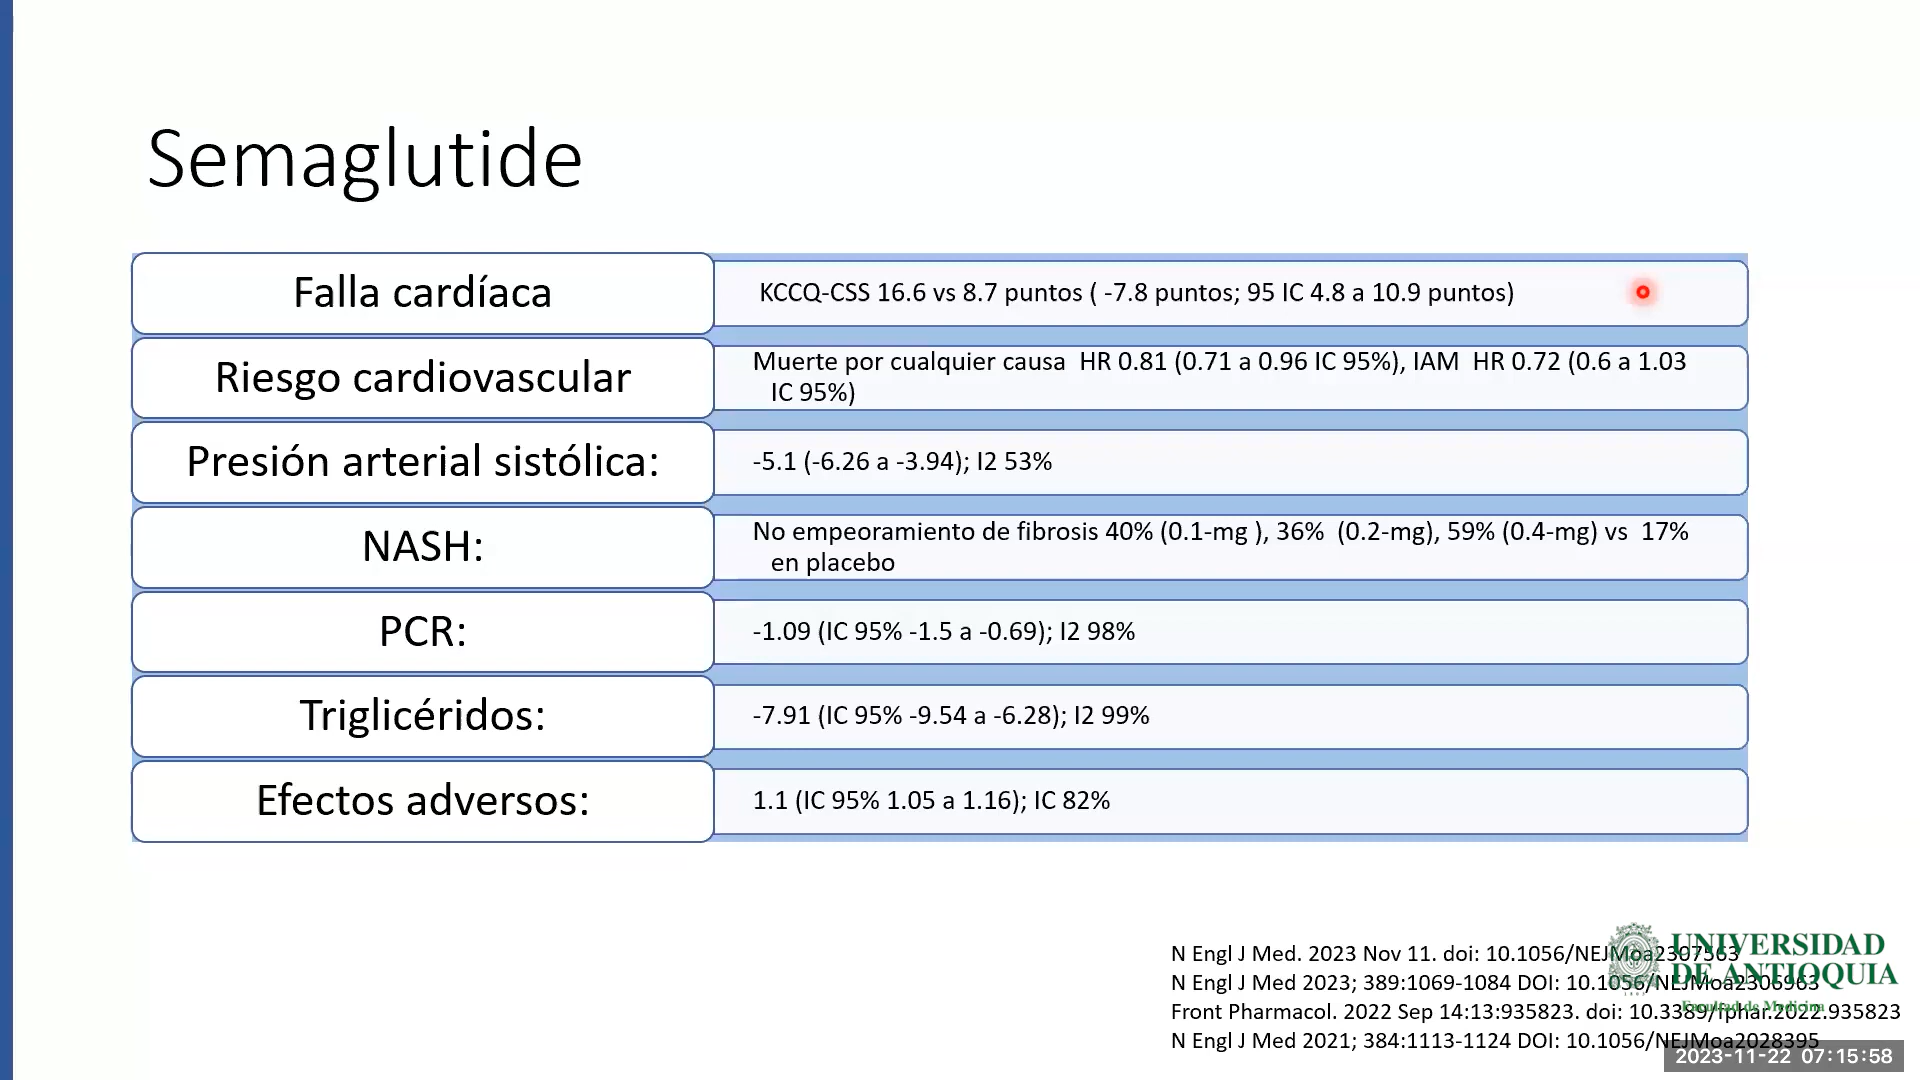 Semaglutide
Falla cardíaca
KCCQ-CSS 16.6 vs 8.7 puntos ( -7.8 puntos; 95 IC 4.8 a 10.9 puntos)
Riesgo cardiovascular
Muerte por cualquier causa  HR 0.81 (0.71 a 0.96 IC 95%), IAM  HR 0.72 (0.6 a 1.03
IC 95%)
Presión arterial sistólica:
-5.1 (-6.26 a -3.94); I2 53%
NASH:
No empeoramiento de fibrosis 40% (0.1-mg ), 36%  (0.2-mg), 59% (0.4-mg) vs  17%
en placebo
PCR:
-1.09 (IC 95% -1.5 a -0.69); I2 98%
Triglicéridos:
-7.91 (IC 95% -9.54 a -6.28); I2 99%
Efectos adversos:
1.1 (IC 95% 1.05 a 1.16); IC 82%
N Engl J Med. 2023 Nov 11. doi: 10.1056/NEJMoa2307563
N Engl J Med 2023; 389:1069-1084 DOI: 10.1056/NEJMoa2306963
Front Pharmacol. 2022 Sep 14:13:935823. doi: 10.3389/fphar.2022.935823
N Engl J Med 2021; 384:1113-1124 DOI: 10.1056/NEJMoa2028395
UNIVERSIDAD
DE ANTIOQUIA
Facultad de Medicina
2023-11-22 07:15:58